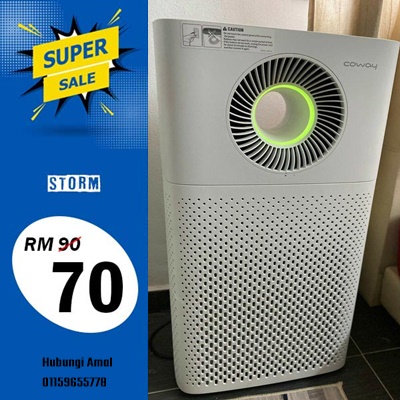 SUPER
SALE
STORM
RM 90
70
Hubungi Amal
01159655778
CAUTION
coway